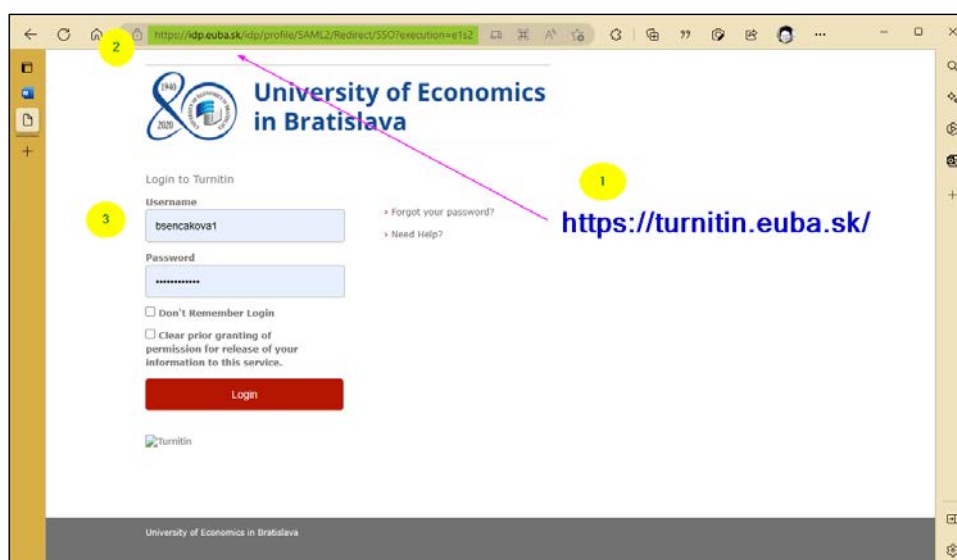 2
https://idp.euba.sk/idp/profile/SAML2/Redirect/SSO?execution=e1s2
1940
2020
University of Economics
in Bratislava
Login to Turnitin
1
Username
3
bsencakova1
› Forgot your password?
https://turnitin.euba.sk/
› Need Help?
Password
••••••••••••
Don't Remember Login
Clear prior granting of
permission for release of your
information to this service.
Login
Turnitin
University of Economics in Bratislava